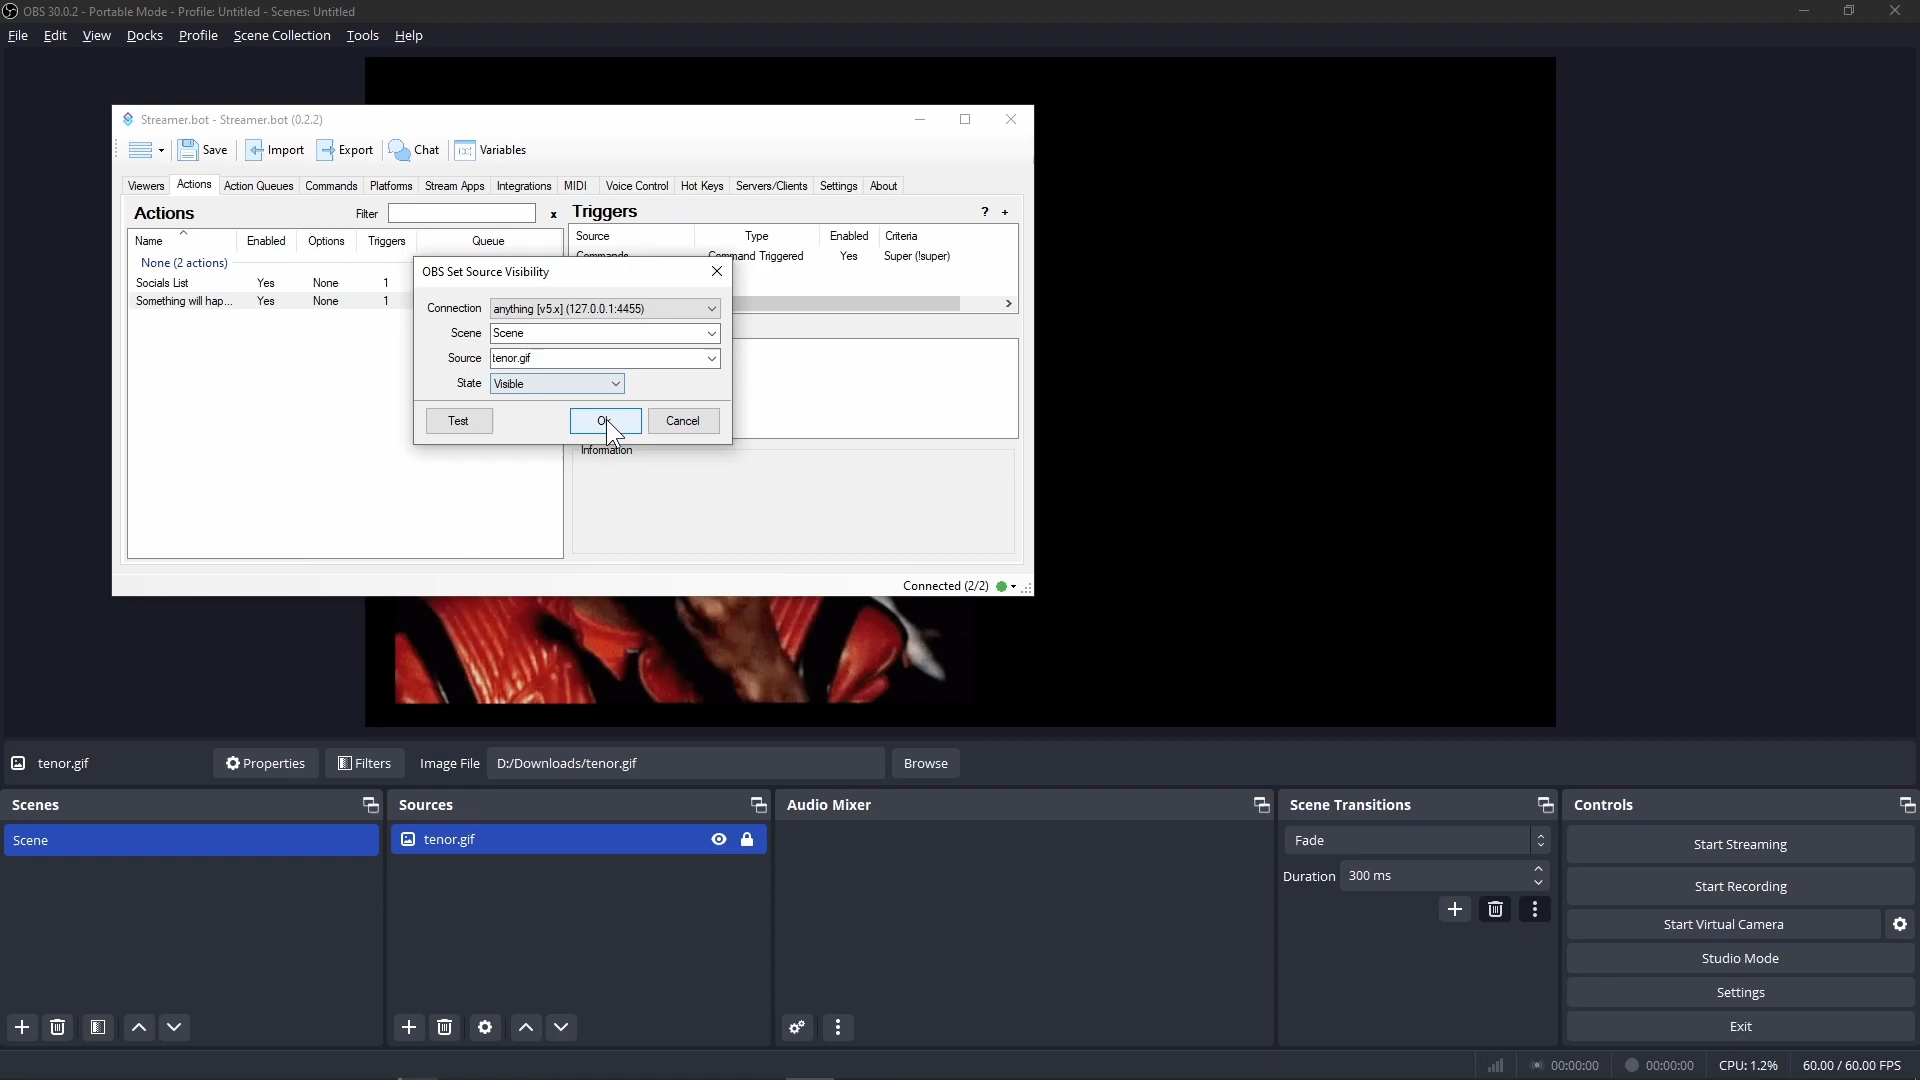 OBS 30.0.2 - Portable Mode - Profile: Untitled - Scenes: Untitled
File Edit View Docks Profile Scene Collection Tools Help
Streamer.bot - Streamer.bot (0.2.2)
Save Import Export Chat Variables
Viewers Actions Action Queues Commands Platforms Stream Apps Integrations MIDI Voice Control Hot Keys Servers/Clients Settings About
Actions Filter x Triggers ? +
Name Enabled Options Triggers Queue Source Type Enabled Criteria
None (2 actions)
Commands Command Triggered Yes Super (!super)
Socials List Yes None 1
Something will hap... Yes None 1
OBS Set Source Visibility
Connection anything [v5.x] (127.0.0.1:4455)
Scene Scene
Source tenor.gif
State Visible
Test Ok Cancel
Information
Connected (2/2)
tenor.gif Properties Filters Image File D:/Downloads/tenor.gif Browse
Scenes Sources Audio Mixer Scene Transitions Controls
Scene
tenor.gif
Fade
Duration 300 ms
Start Streaming
Start Recording
Start Virtual Camera
Studio Mode
Settings
Exit
00:00:00 00:00:00 CPU: 1.2% 60.00 / 60.00 FPS